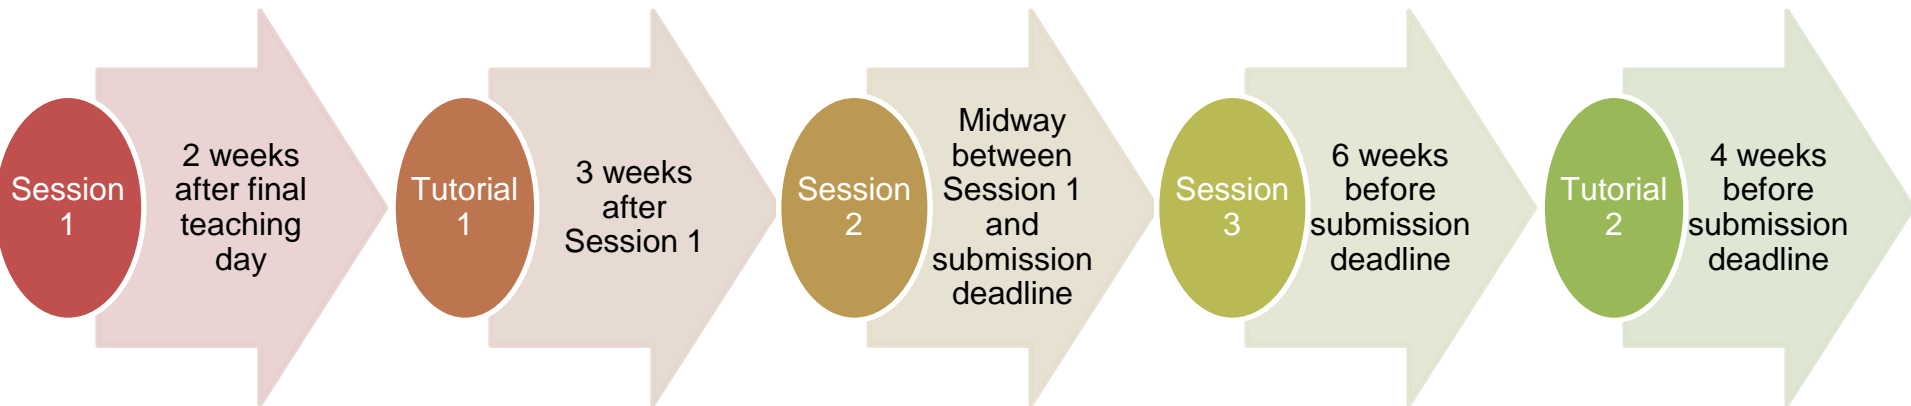 Session
1
2 weeks
after final
teaching
day
Tutorial
1
3 weeks
after
Session 1
Session
2
Midway
between
Session 1
and
submission
deadline
Session
3
6 weeks
before
submission
deadline
Tutorial
2
4 weeks
before
submission
deadline